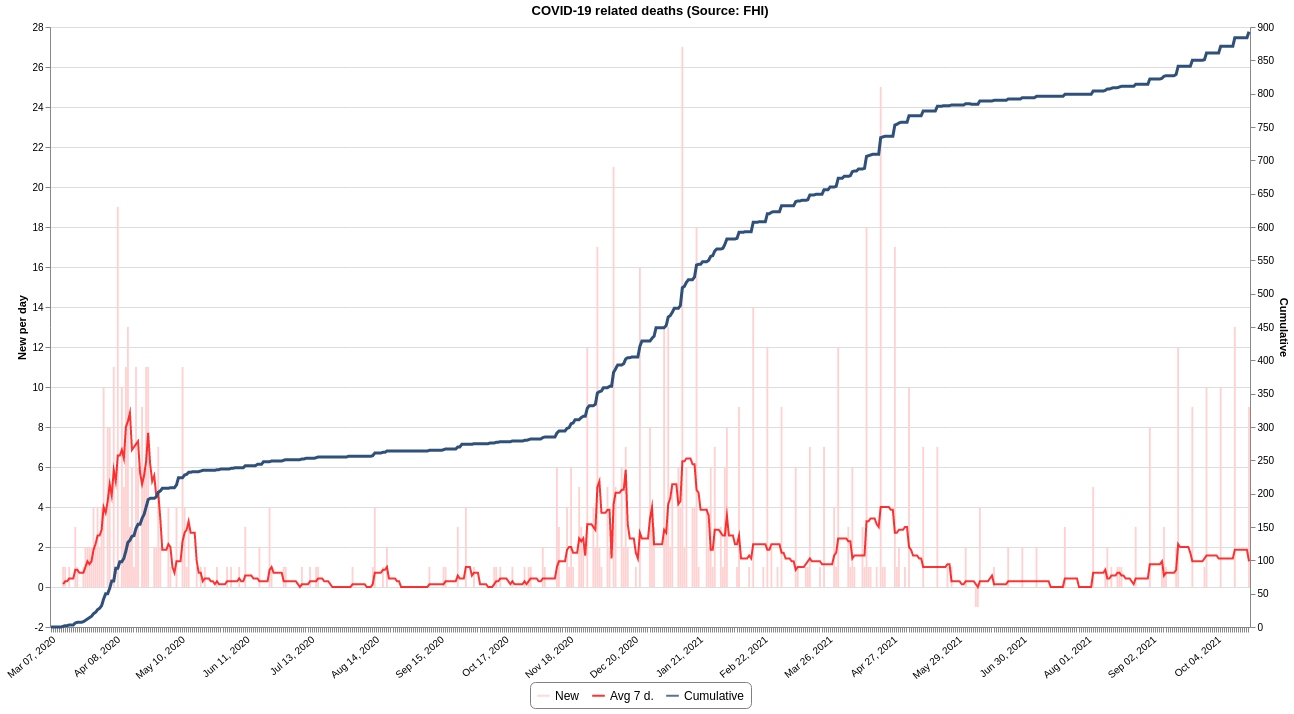 COVID-19 related deaths (Source: FHI)
28
26
24
22
20
18
16
14
12
10
8
6
4
2
0
-2
New per day
900
850
800
750
700
650
600
550
500
450
400
350
300
250
200
150
100
50
0
Cumulative
Mar 07, 2020
Apr 08, 2020
May 10, 2020
Jun 11, 2020
Jul 13, 2020
Aug 14, 2020
Sep 15, 2020
Oct 17, 2020
Nov 18, 2020
Dec 20, 2020
Jan 21, 2021
Feb 22, 2021
Mar 26, 2021
Apr 27, 2021
May 29, 2021
Jun 30, 2021
Aug 01, 2021
Sep 02, 2021
Oct 04, 2021
New Avg 7 d. Cumulative